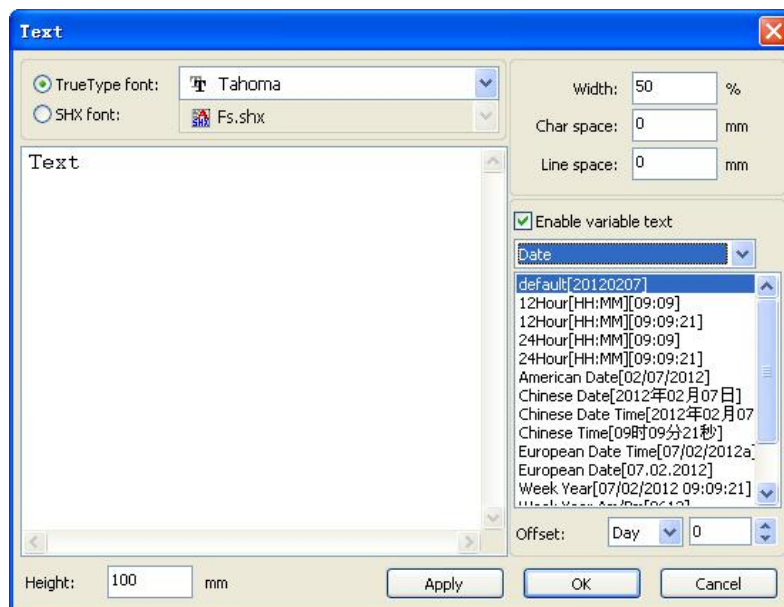 Text
TrueType font:
Tahoma
SHX font:
Fs.shx
Width: 50 %
Char space: 0 mm
Line space: 0 mm
Text
Enable variable text
Date
default[20120207]
12Hour[HH:MM][09:09]
12Hour[HH:MM][09:09:21]
24Hour[HH:MM][09:09]
24Hour[HH:MM][09:09:21]
American Date[02/07/2012]
Chinese Date[2012年02月07日]
Chinese Date Time[2012年02月07
Chinese Time[09时09分21秒]
European Date Time[07/02/2012a]
European Date[07.02.2012]
Week Year[07/02/2012 09:09:21]
Offset: Day 0
Height: 100 mm
Apply
OK
Cancel